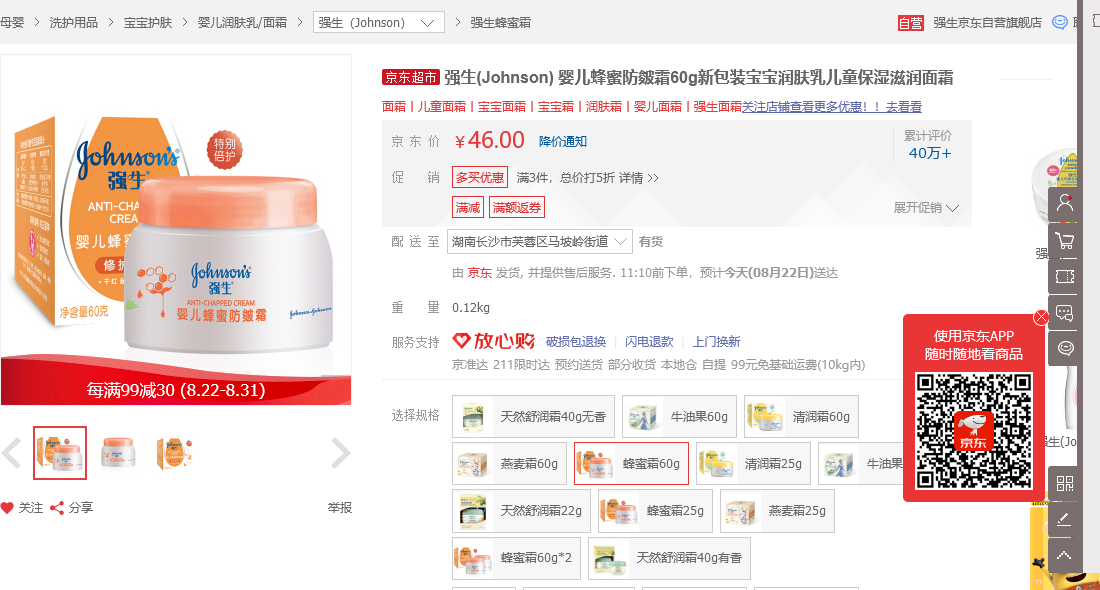 母婴 > 洗护用品 > 宝宝护肤 > 婴儿润肤乳/面霜 > 强生（Johnson） > 强生蜂蜜霜
自营 强生京东自营旗舰店
京东超市 强生(Johnson) 婴儿蜂蜜防皴霜60g新包装宝宝润肤乳儿童保湿滋润面霜
面霜丨儿童面霜丨宝宝面霜丨宝宝霜丨润肤霜丨婴儿面霜丨强生面霜关注店铺查看更多优惠！！去看看
京 东 价 ￥46.00 降价通知
累计评价
40万+
促 销 多买优惠 满3件，总价打5折 详情 >>
满减 满额返券
展开促销
配 送 至 湖南长沙市芙蓉区马坡岭街道 有货
由 京东 发货, 并提供售后服务. 11:10前下单，预计今天(08月22日)送达
重 量 0.12kg
服务支持 放心购 破损包退换 闪电退款 上门换新
京准达 211限时达 预约送货 部分收货 本地仓 自提 99元免基础运费(10kg内)
选择规格 天然舒润霜40g无香 牛油果60g 清润霜60g
燕麦霜60g 蜂蜜霜60g 清润霜25g 牛油果
天然舒润霜22g 蜂蜜霜25g 燕麦霜25g
蜂蜜霜60g*2 天然舒润霜40g有香
Johnson's
强生
ANTI-CHA
CREA
婴儿蜂
修护
净含量60克
特别
倍护
Johnson's
强生
ANTI-CHAPPED CREAM
婴儿蜂蜜防皴霜
Johnson's
每满99减30 (8.22-8.31)
关注 分享 举报
使用京东APP
随时随地看商品
京东
强
强生(Jo